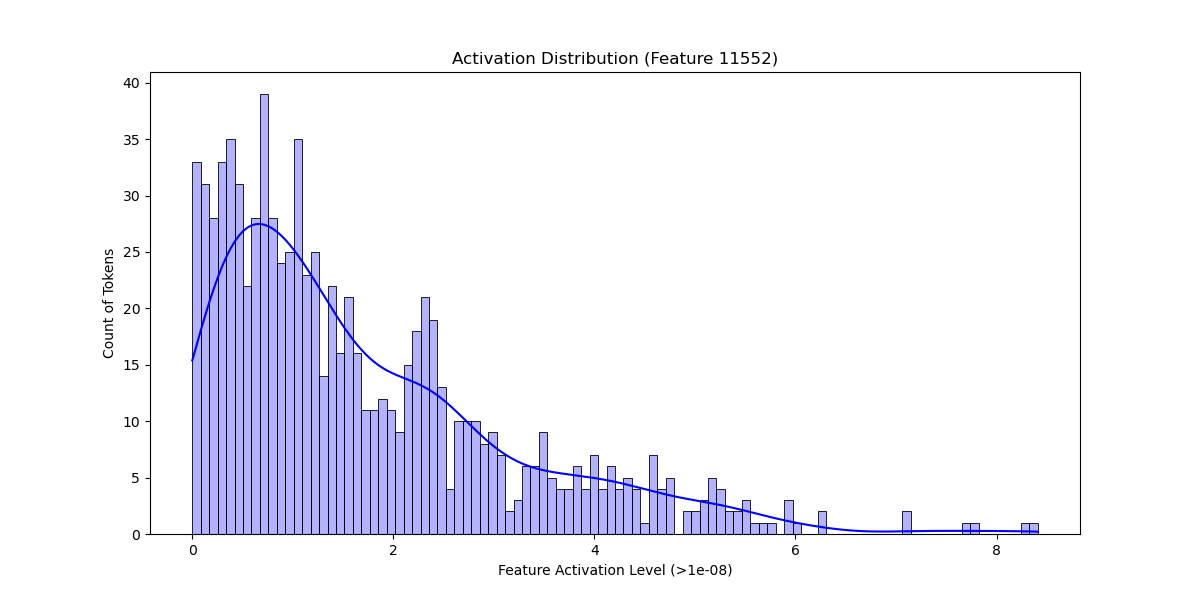 Activation Distribution (Feature 11552)
40
35
30
25
20
15
10
5
0
Count of Tokens
0 2 4 6 8
Feature Activation Level (>1e-08)